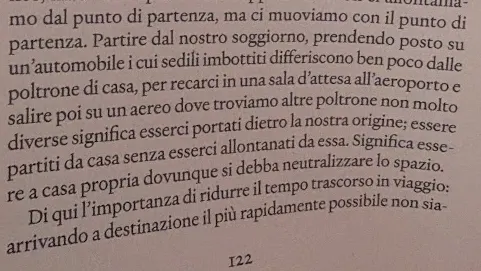 mo dal punto di partenza, ma ci muoviamo con il punto di
partenza. Partire dal nostro soggiorno, prendendo posto su
un'automobile i cui sedili imbottiti differiscono ben poco dalle
poltrone di casa, per recarci in una sala d'attesa all'aeroporto e
salire poi su un aereo dove troviamo altre poltrone non molto
diverse significa esserci portati dietro la nostra origine; essere
partiti da casa senza esserci allontanati da essa. Significa esse-
re a casa propria dovunque si debba neutralizzare lo spazio.
Di qui l'importanza di ridurre il tempo trascorso in viaggio:
arrivando a destinazione il più rapidamente possibile non sia-
122